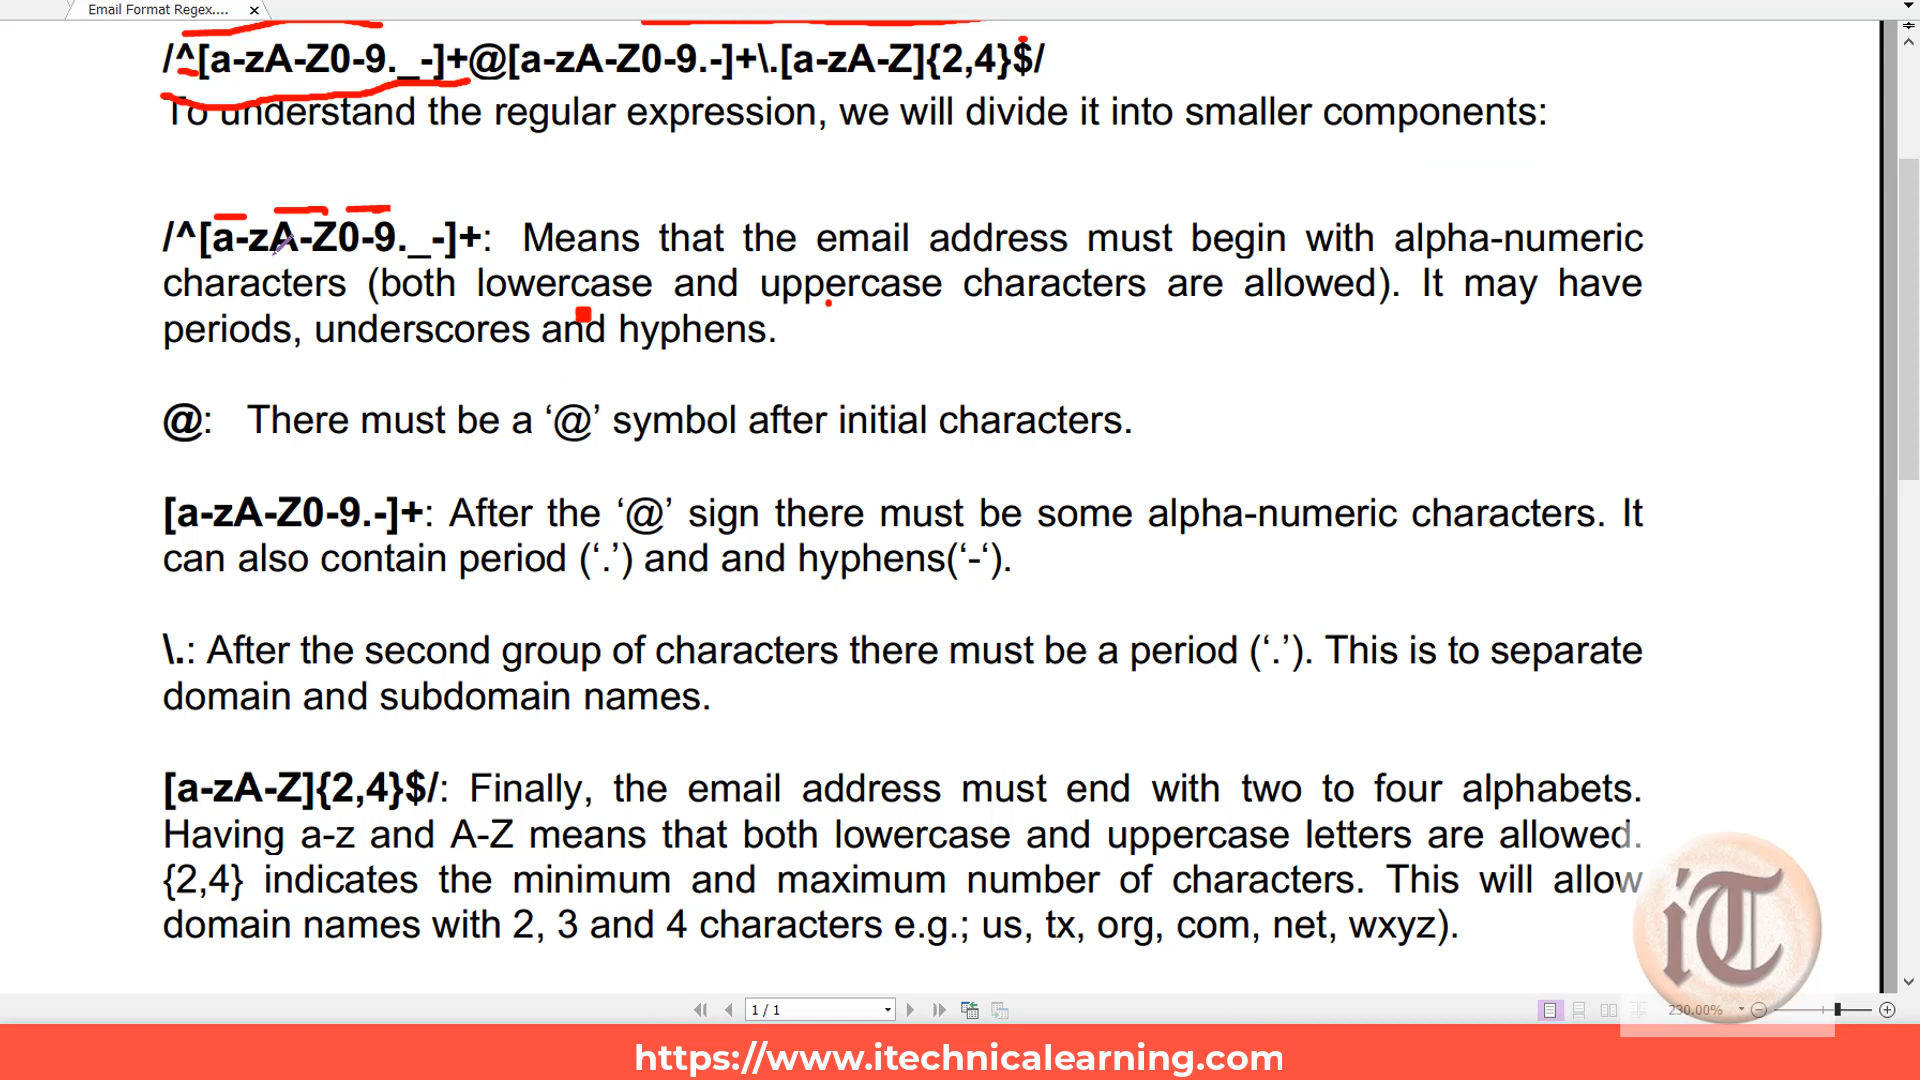 Email Format Regex....
/^[a-zA-Z0-9._-]+@[a-zA-Z0-9.-]+\.[a-zA-Z]{2,4}$/
To understand the regular expression, we will divide it into smaller components:
/^[a-zA-Z0-9._-]+: Means that the email address must begin with alpha-numeric
characters (both lowercase and uppercase characters are allowed). It may have
periods, underscores and hyphens.
@: There must be a ‘@’ symbol after initial characters.
[a-zA-Z0-9.-]+: After the ‘@’ sign there must be some alpha-numeric characters. It
can also contain period (‘.’) and and hyphens(‘-‘).
\.: After the second group of characters there must be a period (‘.’). This is to separate
domain and subdomain names.
[a-zA-Z]{2,4}$/: Finally, the email address must end with two to four alphabets.
Having a-z and A-Z means that both lowercase and uppercase letters are allowed.
{2,4} indicates the minimum and maximum number of characters. This will allow
domain names with 2, 3 and 4 characters e.g.; us, tx, org, com, net, wxyz).
iT
1 / 1
230.00%
https://www.itechnicalearning.com